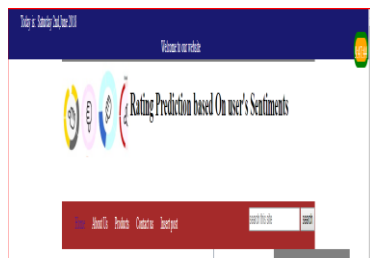 Today is: Saturday 2nd, June 2018
Welcome to our website
Rating Prediction based On user's Sentiments
Home About Us Products Contact us Insert post
search this site search